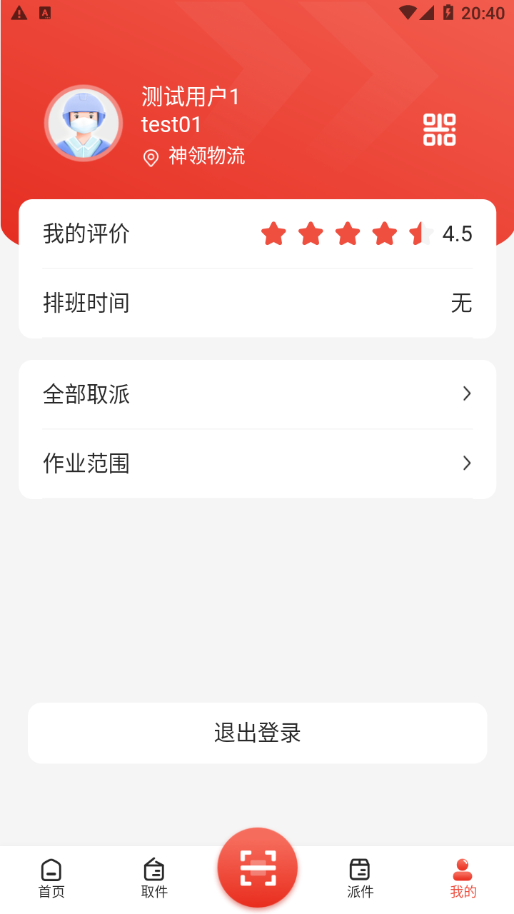 20:40
测试用户1
test01
神领物流
我的评价 4.5
排班时间 无
全部取派
作业范围
退出登录
首页 取件 派件 我的